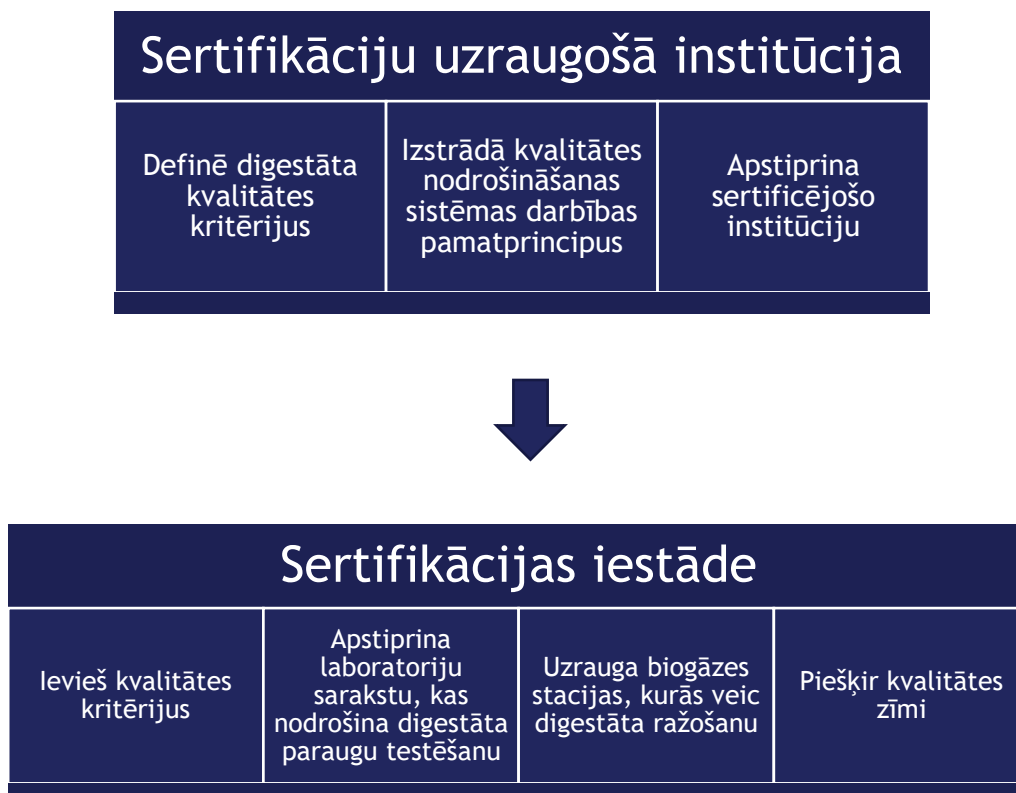 Sertifikāciju uzraugošā institūcija
Definē digestāta
kvalitātes
kritērijus
Izstrādā kvalitātes
nodrošināšanas
sistēmas darbības
pamatprincipus
Apstiprina
sertificējošo
institūciju
Sertifikācijas iestāde
Ievieš kvalitātes
kritērijus
Apstiprina
laboratoriju
sarakstu, kas
nodrošina digestāta
paraugu testēšanu
Uzrauga biogāzes
stacijas, kurās veic
digestāta ražošanu
Piešķir kvalitātes
zīmi